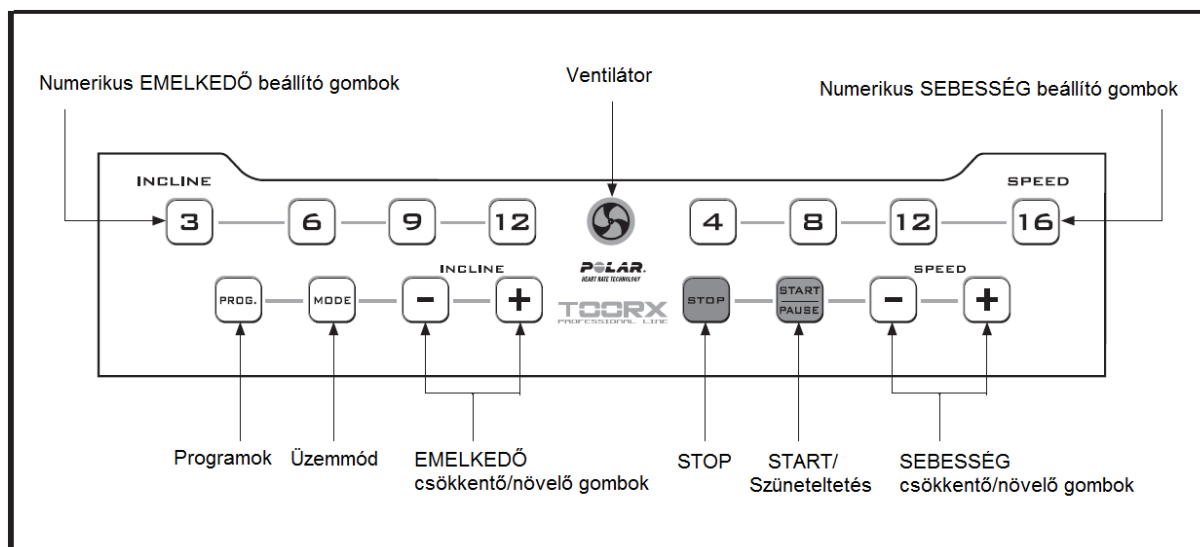 Ventilátor
Numerikus EMELKEDŐ beállító gombok
Numerikus SEBESSÉG beállító gombok
INCLINE
SPEED
3 6 9 12 4 8 12 16
INCLINE
POLAR.
HEART RATE TECHNOLOGY
SPEED
PROG. MODE - + STOP START PAUSE - +
TOORX
PROFESSIONAL LINE
Programok
Üzemmód
EMELKEDŐ
csökkentő/növelő gombok
STOP
START/
Szüneteltetés
SEBESSÉG
csökkentő/növelő gombok